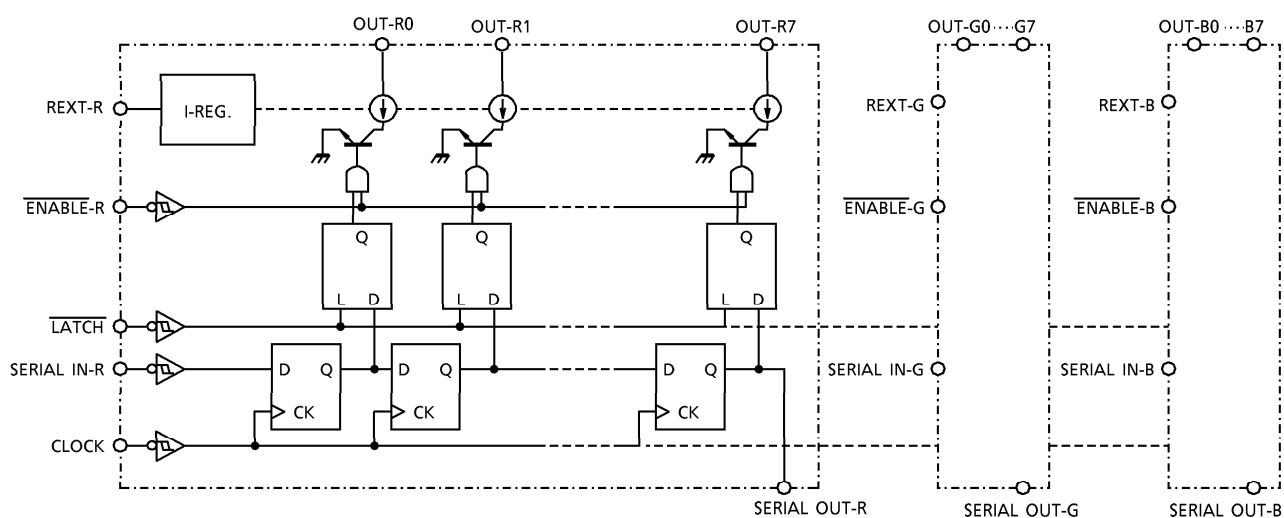 OUT-R0
OUT-R1
OUT-R7
OUT-G0····G7
OUT-B0 ····B7
REXT-R
I-REG.
REXT-G
REXT-B
ENABLE-R
ENABLE-G
ENABLE-B
Q
Q
Q
L D
L D
L D
LATCH
SERIAL IN-R
D Q
D Q
D Q
SERIAL IN-G
SERIAL IN-B
CK
CK
CK
CLOCK
SERIAL OUT-R
SERIAL OUT-G
SERIAL OUT-B